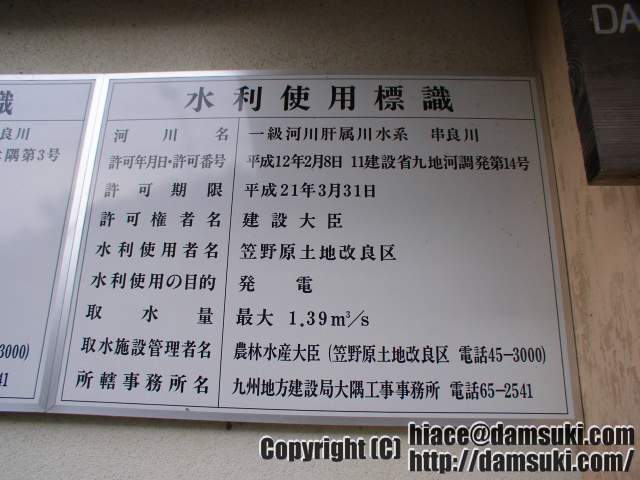 水利使用標識
河川名 一級河川肝属川水系 串良川
許可年月日・許可番号 平成12年2月8日 11建設省九地河調発第14号
許可期限 平成21年3月31日
許可権者名 建設大臣
水利使用者名 笠野原土地改良区
水利使用の目的 発電
取水量 最大 1.39m³/s
取水施設管理者名 農林水産大臣 (笠野原土地改良区 電話45-3000)
所轄事務所名 九州地方建設局大隅工事事務所 電話65-2541
識
良川
隅第3号
-3000)
41
DA
Copyright (C) hiace@damsuki.com
http://damsuki.com/